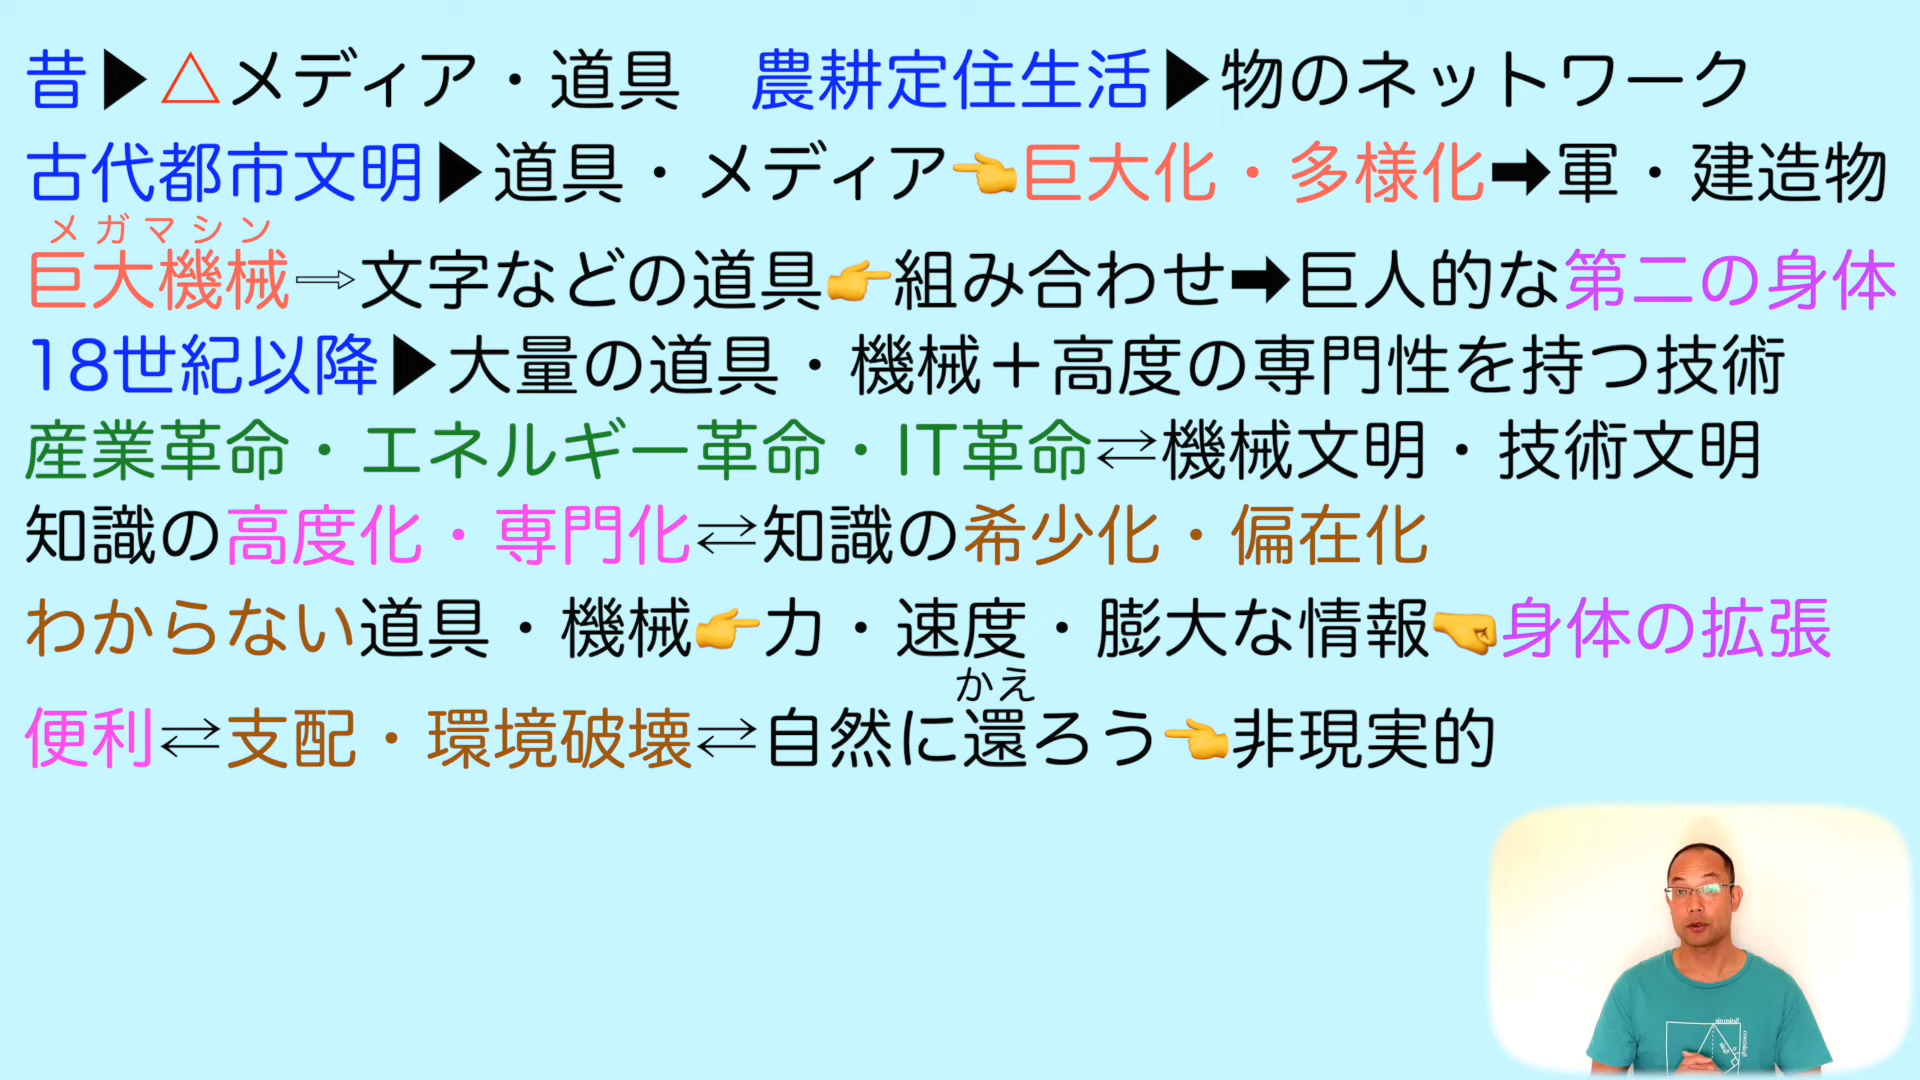 昔▶△メディア・道具　農耕定住生活▶物のネットワーク
古代都市文明▶道具・メディア👈巨大化・多様化➡軍・建造物
メガマシン
巨大機械⇨文字などの道具👉組み合わせ➡巨人的な第二の身体
18世紀以降▶大量の道具・機械＋高度の専門性を持つ技術
産業革命・エネルギー革命・IT革命⇄機械文明・技術文明
知識の高度化・専門化⇄知識の希少化・偏在化
わからない道具・機械👉力・速度・膨大な情報🤜身体の拡張
かえ
便利⇄支配・環境破壊⇄自然に還ろう👈非現実的